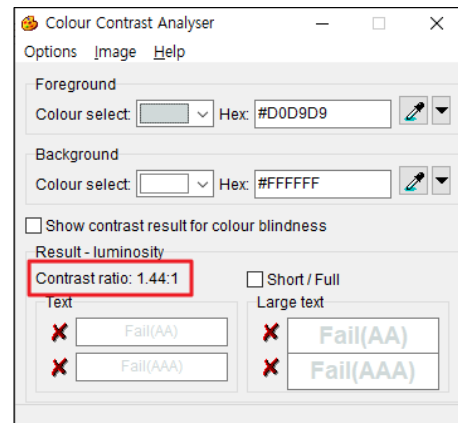 Colour Contrast Analyser
Options Image Help
Foreground
Colour select: Hex: #D0D9D9
Background
Colour select: Hex: #FFFFFF
Show contrast result for colour blindness
Result - luminosity
Contrast ratio: 1.44:1 Short / Full
Text Large text
Fail(AA) Fail(AA)
Fail(AAA) Fail(AAA)